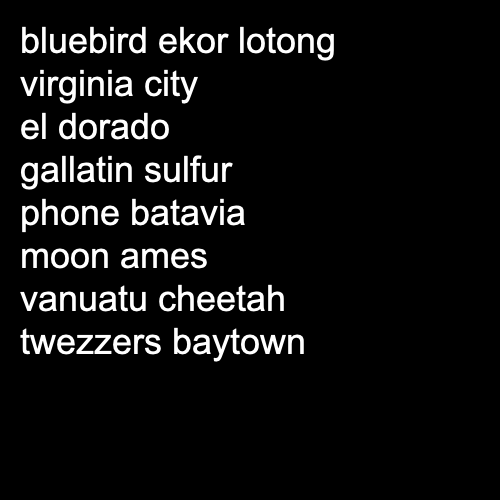 bluebird ekor lotong
virginia city
el dorado
gallatin sulfur
phone batavia
moon ames
vanuatu cheetah
twezzers baytown